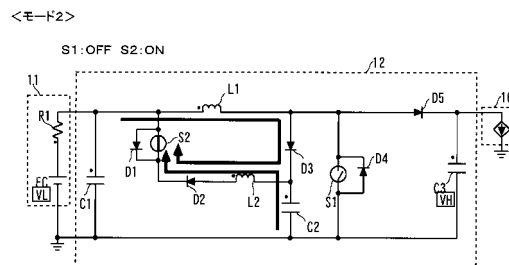 <モード2>
S1:OFF S2:ON
12
11
L1
D5
10
R1
S2
D1
D3
D4
D2
L2
S1
C3
FC
VL
C1
C2
VH